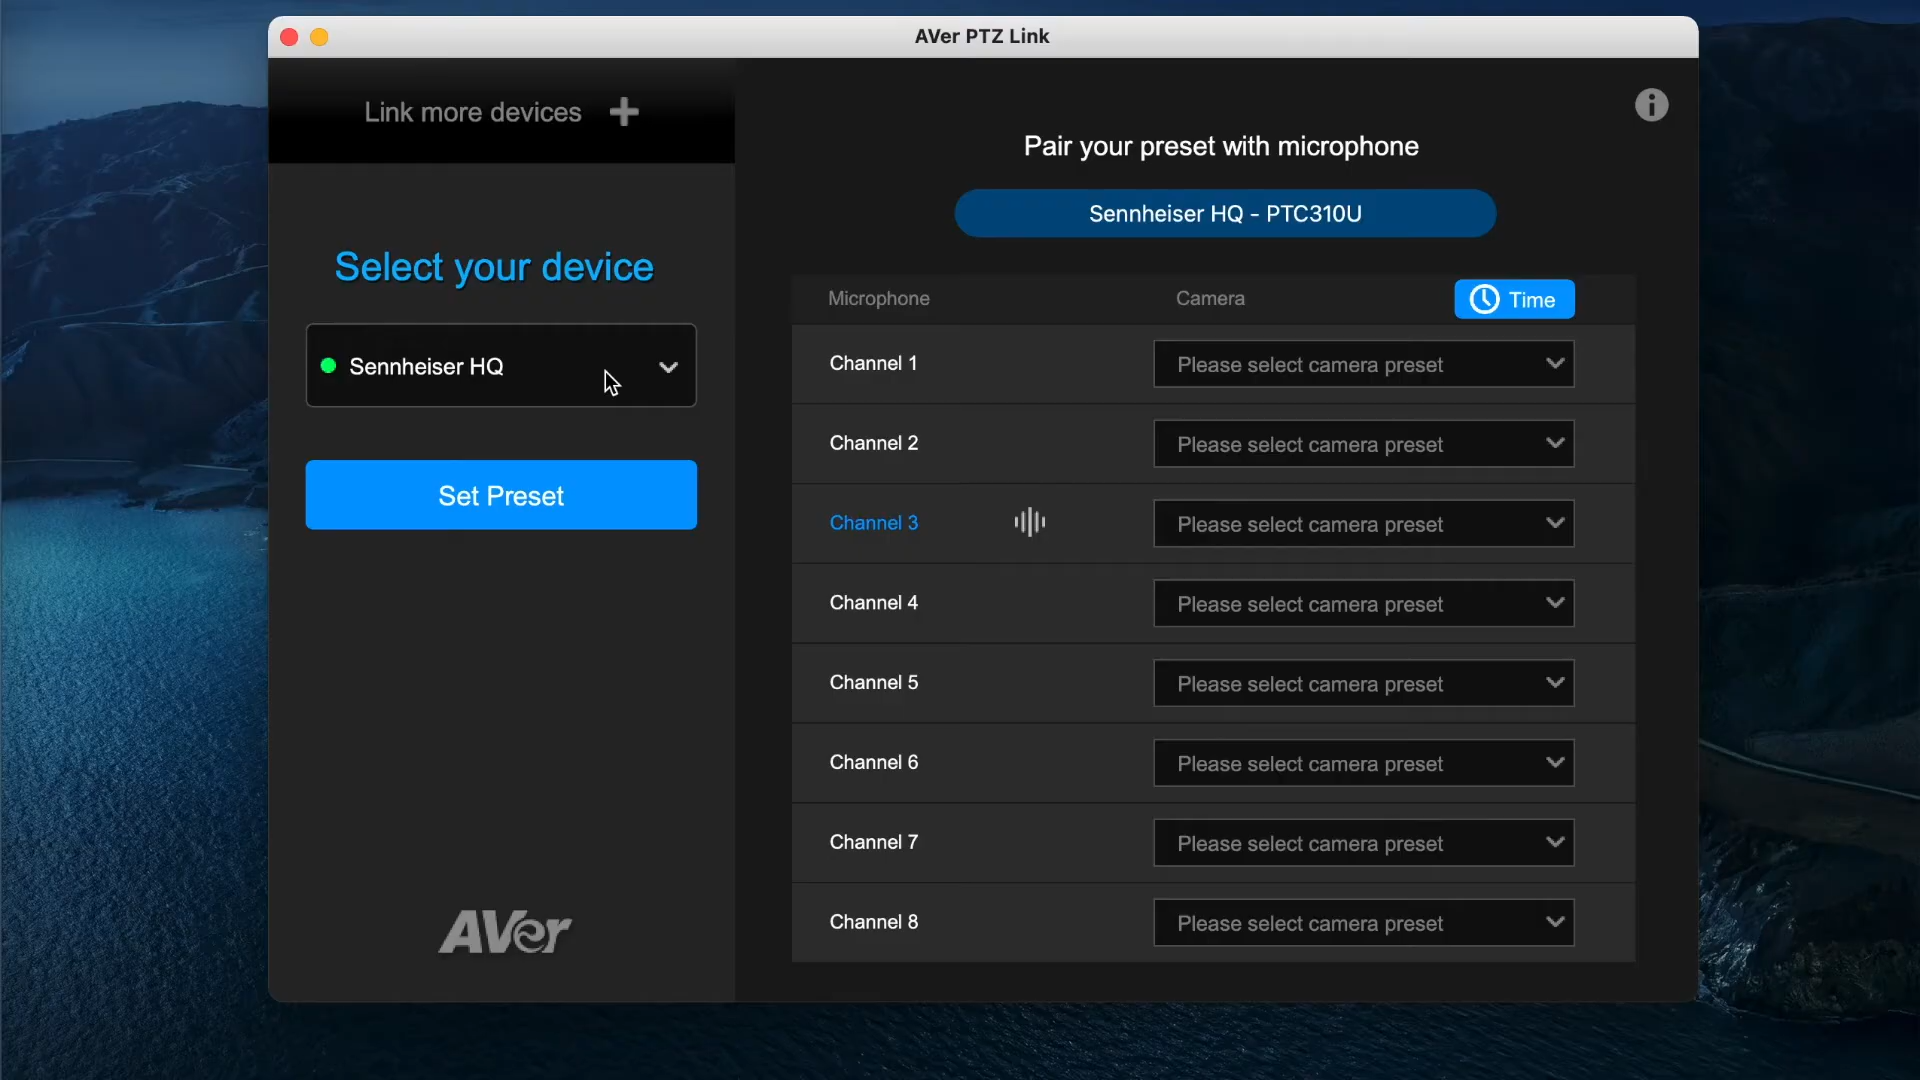 AVer PTZ Link
Link more devices
Select your device
Sennheiser HQ
Set Preset
AVer
Pair your preset with microphone
Sennheiser HQ - PTC310U
Microphone Camera Time
Channel 1 Please select camera preset
Channel 2 Please select camera preset
Channel 3 Please select camera preset
Channel 4 Please select camera preset
Channel 5 Please select camera preset
Channel 6 Please select camera preset
Channel 7 Please select camera preset
Channel 8 Please select camera preset